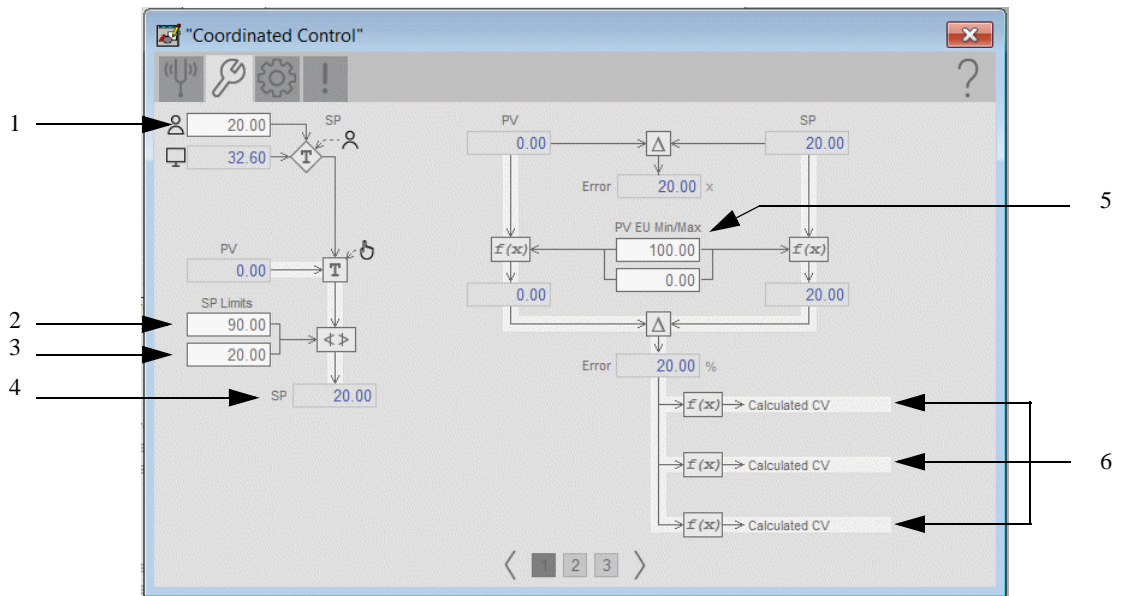 "Coordinated Control"
1
20.00
SP
32.60
T
PV
0.00
T
SP Limits
2
90.00
3
20.00
4
SP
20.00
PV
SP
0.00
Δ
20.00
Error
20.00
x
5
PV EU Min/Max
f(x)
100.00
f(x)
0.00
0.00
20.00
Δ
Error
20.00
%
f(x)
Calculated CV
6
f(x)
Calculated CV
f(x)
Calculated CV
1
2
3